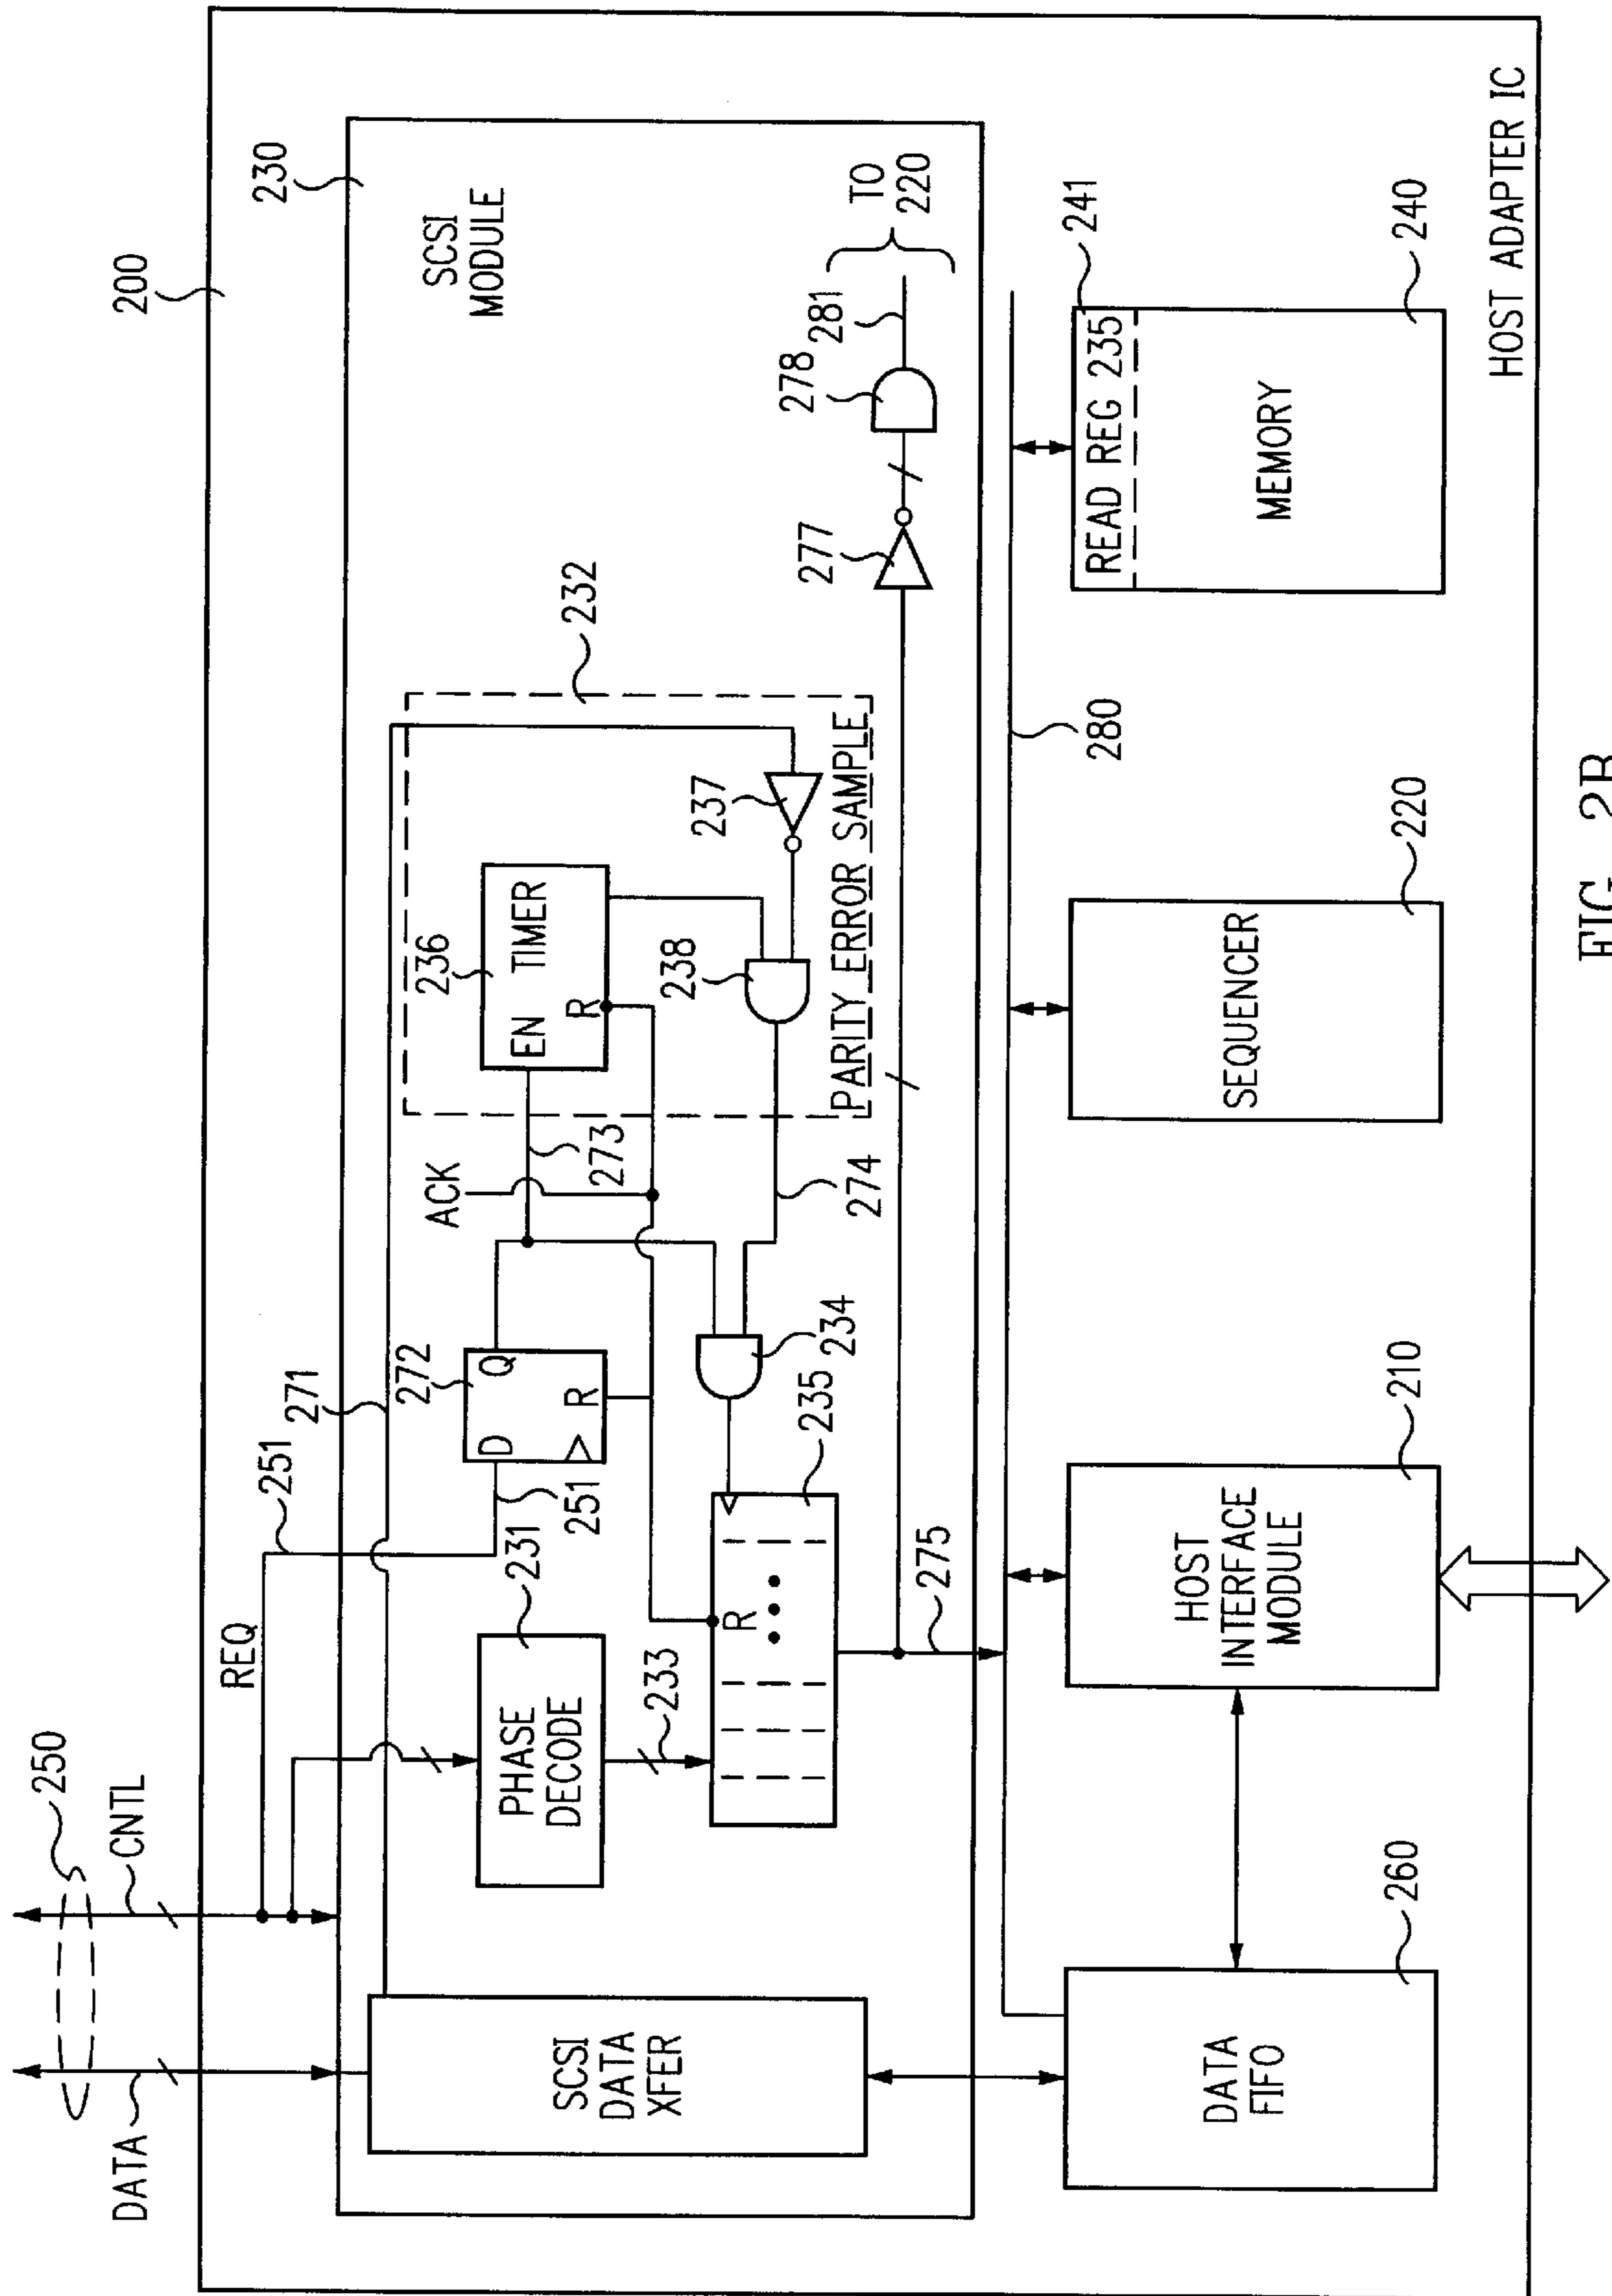 200
230
250
DATA
CNTL
REQ
251
271
SCSI
MODULE
SCSI
DATA
XFER
PHASE
DECODE
231
233
251
272
D
Q
R
ACK
273
236
EN TIMER
R
232
237
238
PARITY ERROR SAMPLE
274
234
235
R
275
277
278
281
TO
220
280
DATA
FIFO
260
HOST
INTERFACE
MODULE
210
SEQUENCER
220
READ REG 235
241
MEMORY
240
HOST ADAPTER IC
FIG. 2B